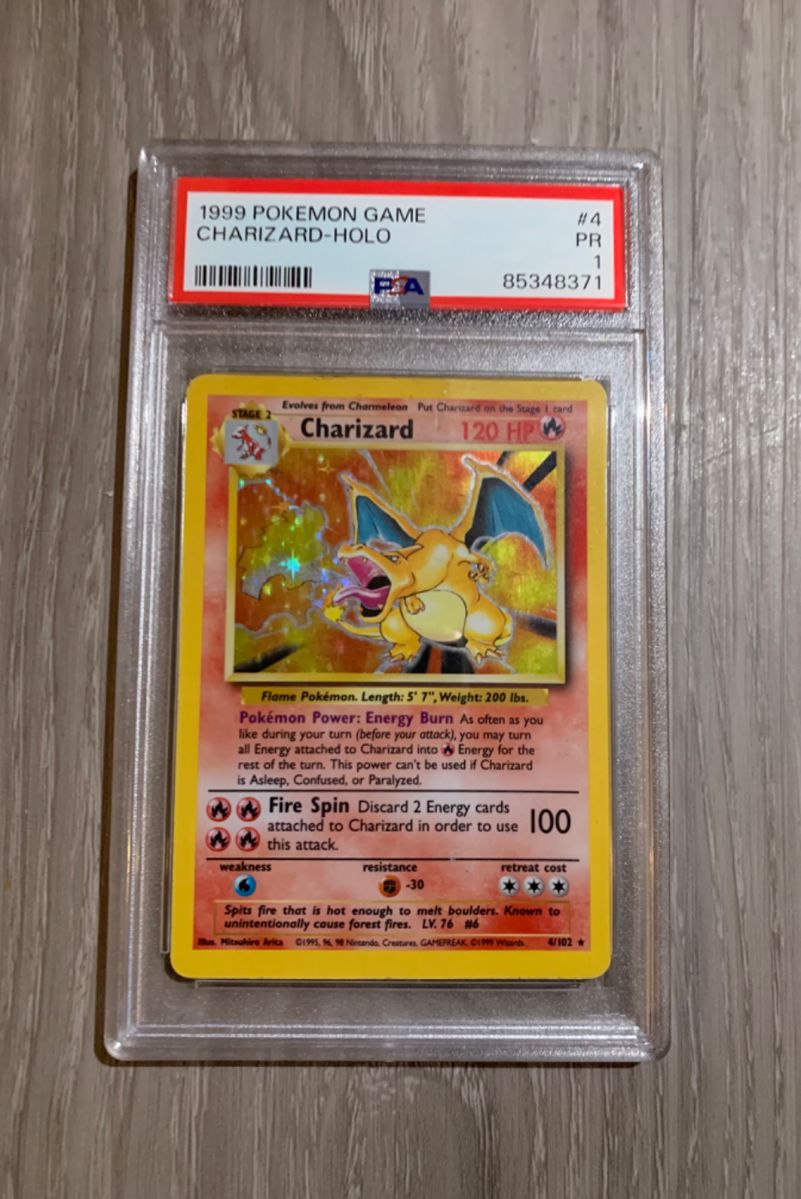 1999 POKEMON GAME #4
CHARIZARD-HOLO PR
1
85348371
PSA
STAGE 2 Evolves from Charmeleon Put Charizard on the Stage 1 card
Charizard 120 HP
Flame Pokémon. Length: 5' 7", Weight: 200 lbs.
Pokémon Power: Energy Burn As often as you
like during your turn (before your attack), you may turn
all Energy attached to Charizard into Energy for the
rest of the turn. This power can't be used if Charizard
is Asleep, Confused, or Paralyzed.
Fire Spin Discard 2 Energy cards
attached to Charizard in order to use 100
this attack.
weakness resistance retreat cost
-30
Spits fire that is hot enough to melt boulders. Known to
unintentionally cause forest fires. LV. 76 #6
Illus. Mitsuhiro Arita ©1995, 96, 98 Nintendo, Creatures, GAMEFREAK. ©1999 Wizards. 4/102 ★